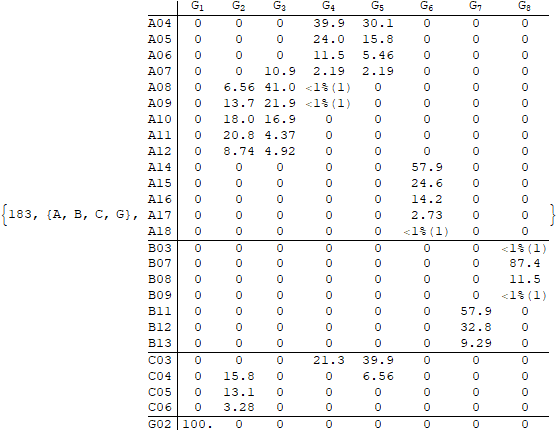 G1 G2 G3 G4 G5 G6 G7 G8
A04 0 0 0 39.9 30.1 0 0 0
A05 0 0 0 24.0 15.8 0 0 0
A06 0 0 0 11.5 5.46 0 0 0
A07 0 0 10.9 2.19 2.19 0 0 0
A08 0 6.56 41.0 <1%(1) 0 0 0 0
A09 0 13.7 21.9 <1%(1) 0 0 0 0
A10 0 18.0 16.9 0 0 0 0 0
A11 0 20.8 4.37 0 0 0 0 0
A12 0 8.74 4.92 0 0 0 0 0
A14 0 0 0 0 0 57.9 0 0
A15 0 0 0 0 0 24.6 0 0
A16 0 0 0 0 0 14.2 0 0
{183, {A, B, C, G}, A17 0 0 0 0 0 2.73 0 0 }
A18 0 0 0 0 0 <1%(1) 0 0
B03 0 0 0 0 0 0 0 <1%(1)
B07 0 0 0 0 0 0 0 87.4
B08 0 0 0 0 0 0 0 11.5
B09 0 0 0 0 0 0 0 <1%(1)
B11 0 0 0 0 0 0 57.9 0
B12 0 0 0 0 0 0 32.8 0
B13 0 0 0 0 0 0 9.29 0
C03 0 0 0 21.3 39.9 0 0 0
C04 0 15.8 0 0 6.56 0 0 0
C05 0 13.1 0 0 0 0 0 0
C06 0 3.28 0 0 0 0 0 0
G02 100. 0 0 0 0 0 0 0